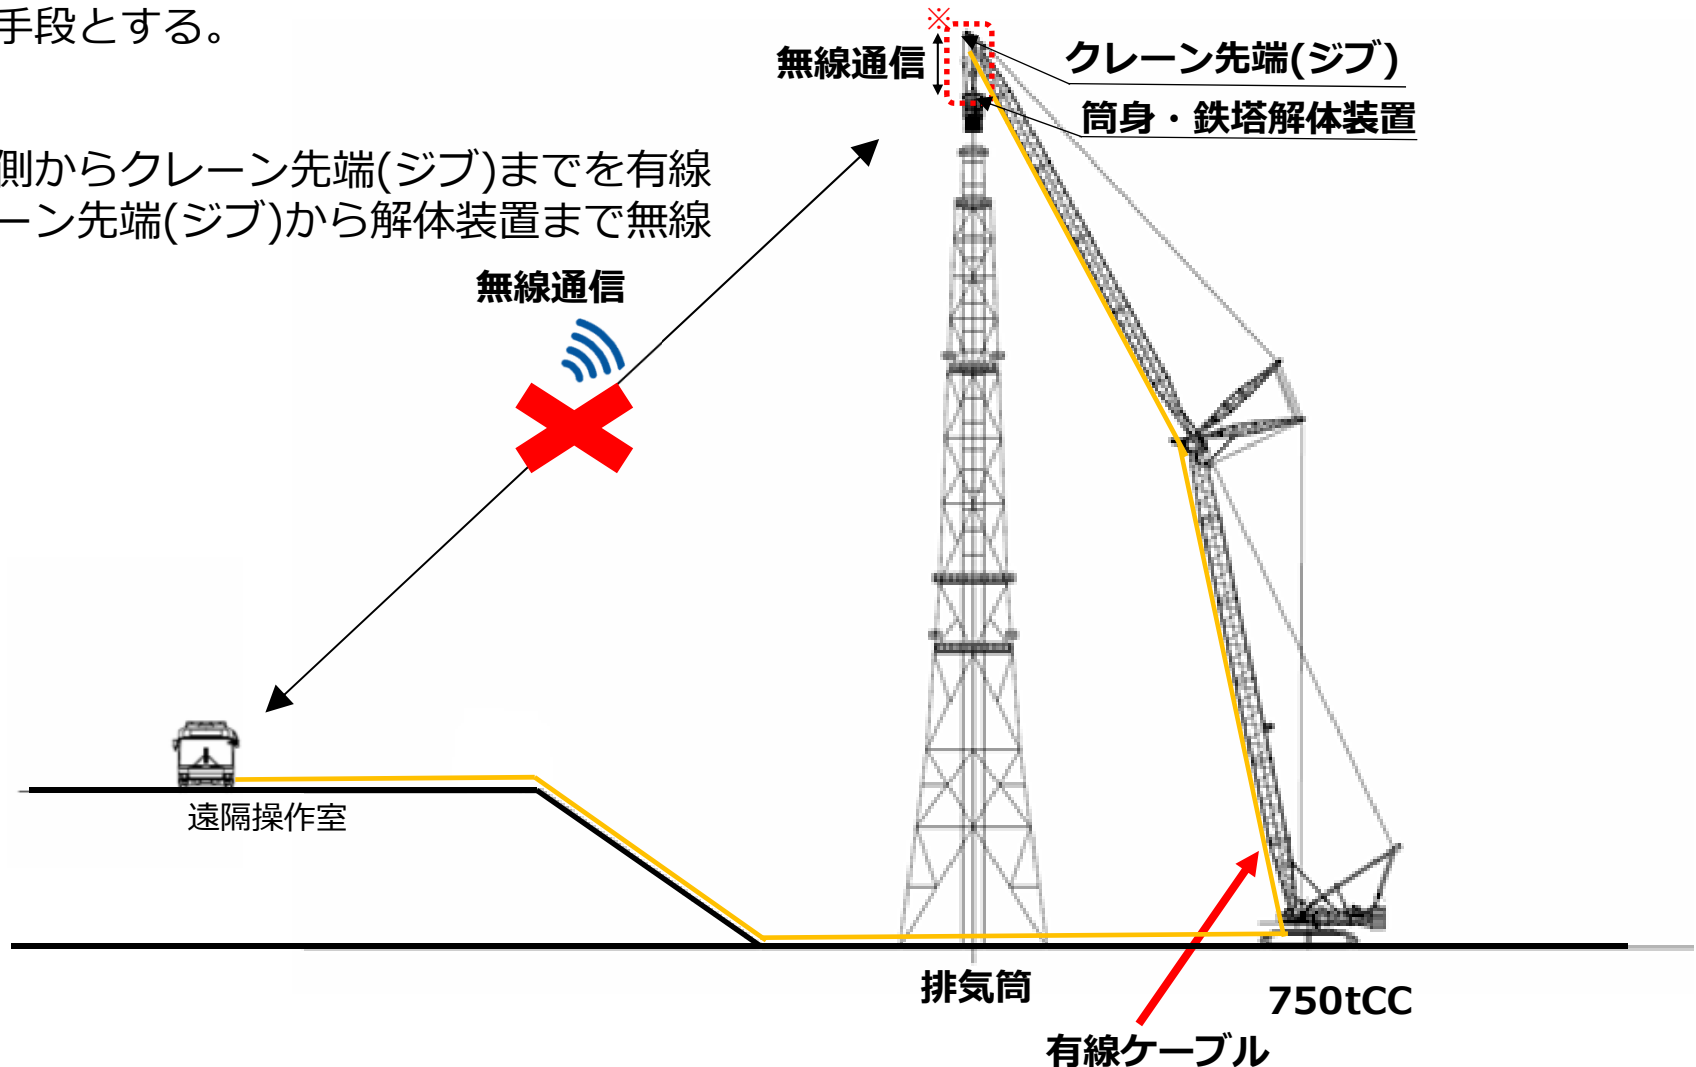 手段とする。
※
無線通信
クレーン先端(ジブ)
筒身・鉄塔解体装置
側からクレーン先端(ジブ)までを有線
ーン先端(ジブ)から解体装置まで無線
無線通信
遠隔操作室
排気筒
750tCC
有線ケーブル